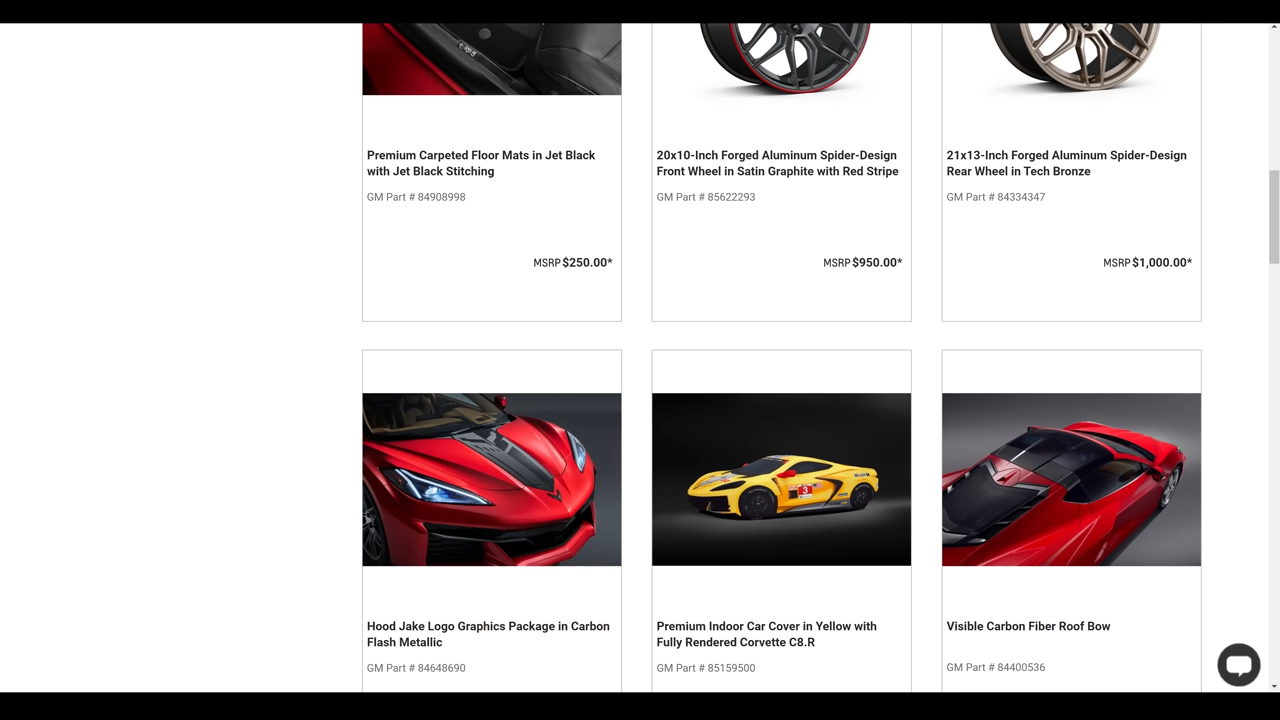 Premium Carpeted Floor Mats in Jet Black
with Jet Black Stitching
GM Part # 84908998
MSRP $250.00*
20x10-Inch Forged Aluminum Spider-Design
Front Wheel in Satin Graphite with Red Stripe
GM Part # 85622293
MSRP $950.00*
21x13-Inch Forged Aluminum Spider-Design
Rear Wheel in Tech Bronze
GM Part # 84334347
MSRP $1,000.00*
Hood Jake Logo Graphics Package in Carbon
Flash Metallic
GM Part # 84648690
3
Premium Indoor Car Cover in Yellow with
Fully Rendered Corvette C8.R
GM Part # 85159500
Visible Carbon Fiber Roof Bow
GM Part # 84400536